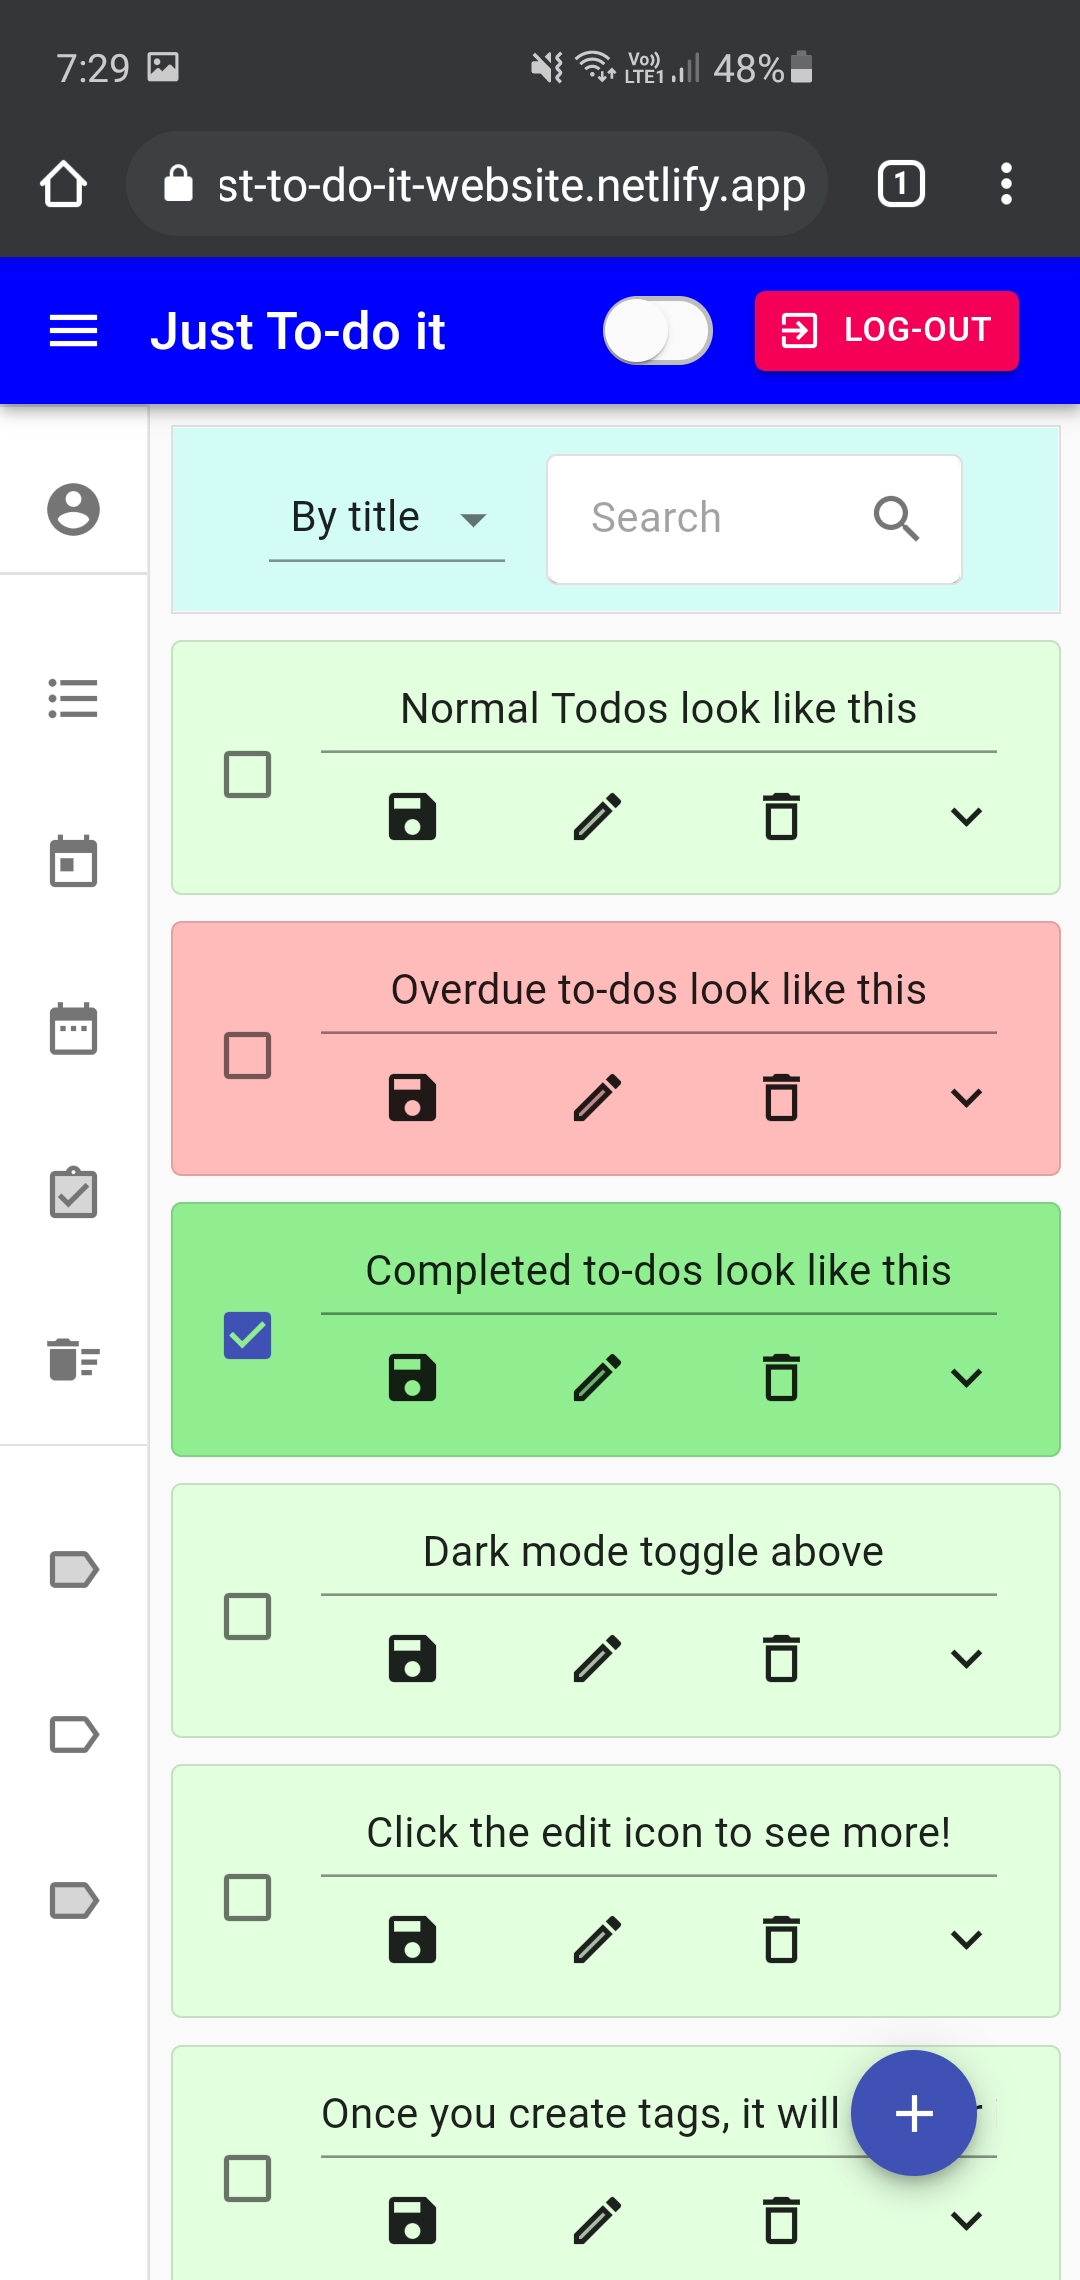 7:29 Vo)) LTE1 48%
st-to-do-it-website.netlify.app 1
Just To-do it LOG-OUT
By title Search
Normal Todos look like this
Overdue to-dos look like this
Completed to-dos look like this
Dark mode toggle above
Click the edit icon to see more!
Once you create tags, it will